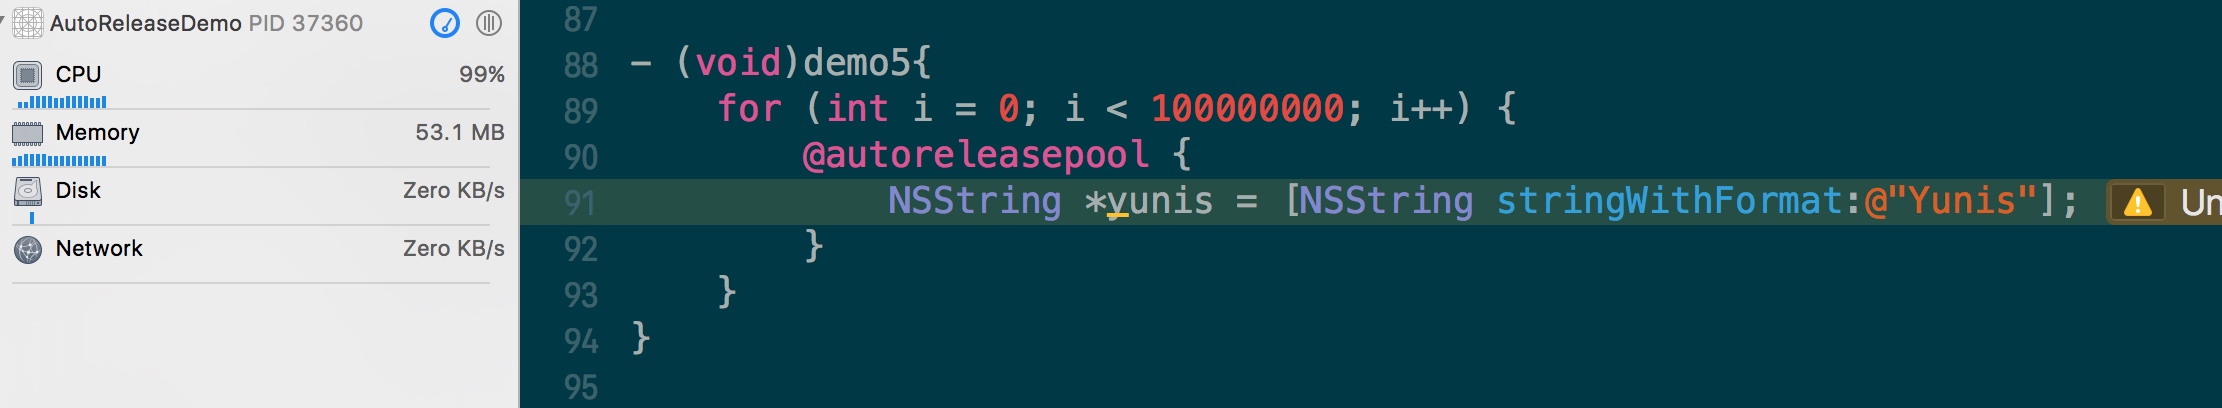 AutoReleaseDemo PID 37360
CPU 99%
Memory 53.1 MB
Disk Zero KB/s
Network Zero KB/s
87
88 - (void)demo5{
89 for (int i = 0; i < 100000000; i++) {
90 @autoreleasepool {
91 NSString *yunis = [NSString stringWithFormat:@"Yunis"]; Un
92 }
93 }
94 }
95